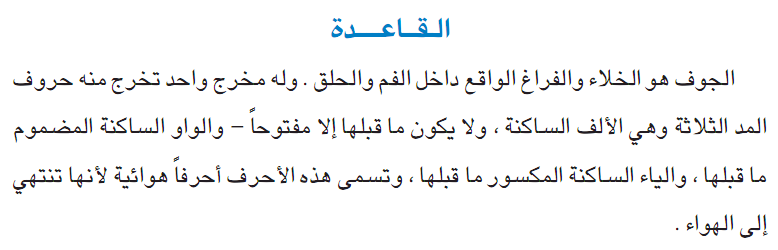 القاعدة
الجوف هو الخلاء والفراغ الواقع داخل الفم والحلق . وله مخرج واحد تخرج منه حروف
المد الثلاثة وهي الألف الساكنة ، ولا يكون ما قبلها إلا مفتوحاً – والواو الساكنة المضموم
ما قبلها ، والياء الساكنة المكسور ما قبلها ، وتسمى هذه الأحرف أحرفاً هوائية لأنها تنتهي
إلى الهواء .